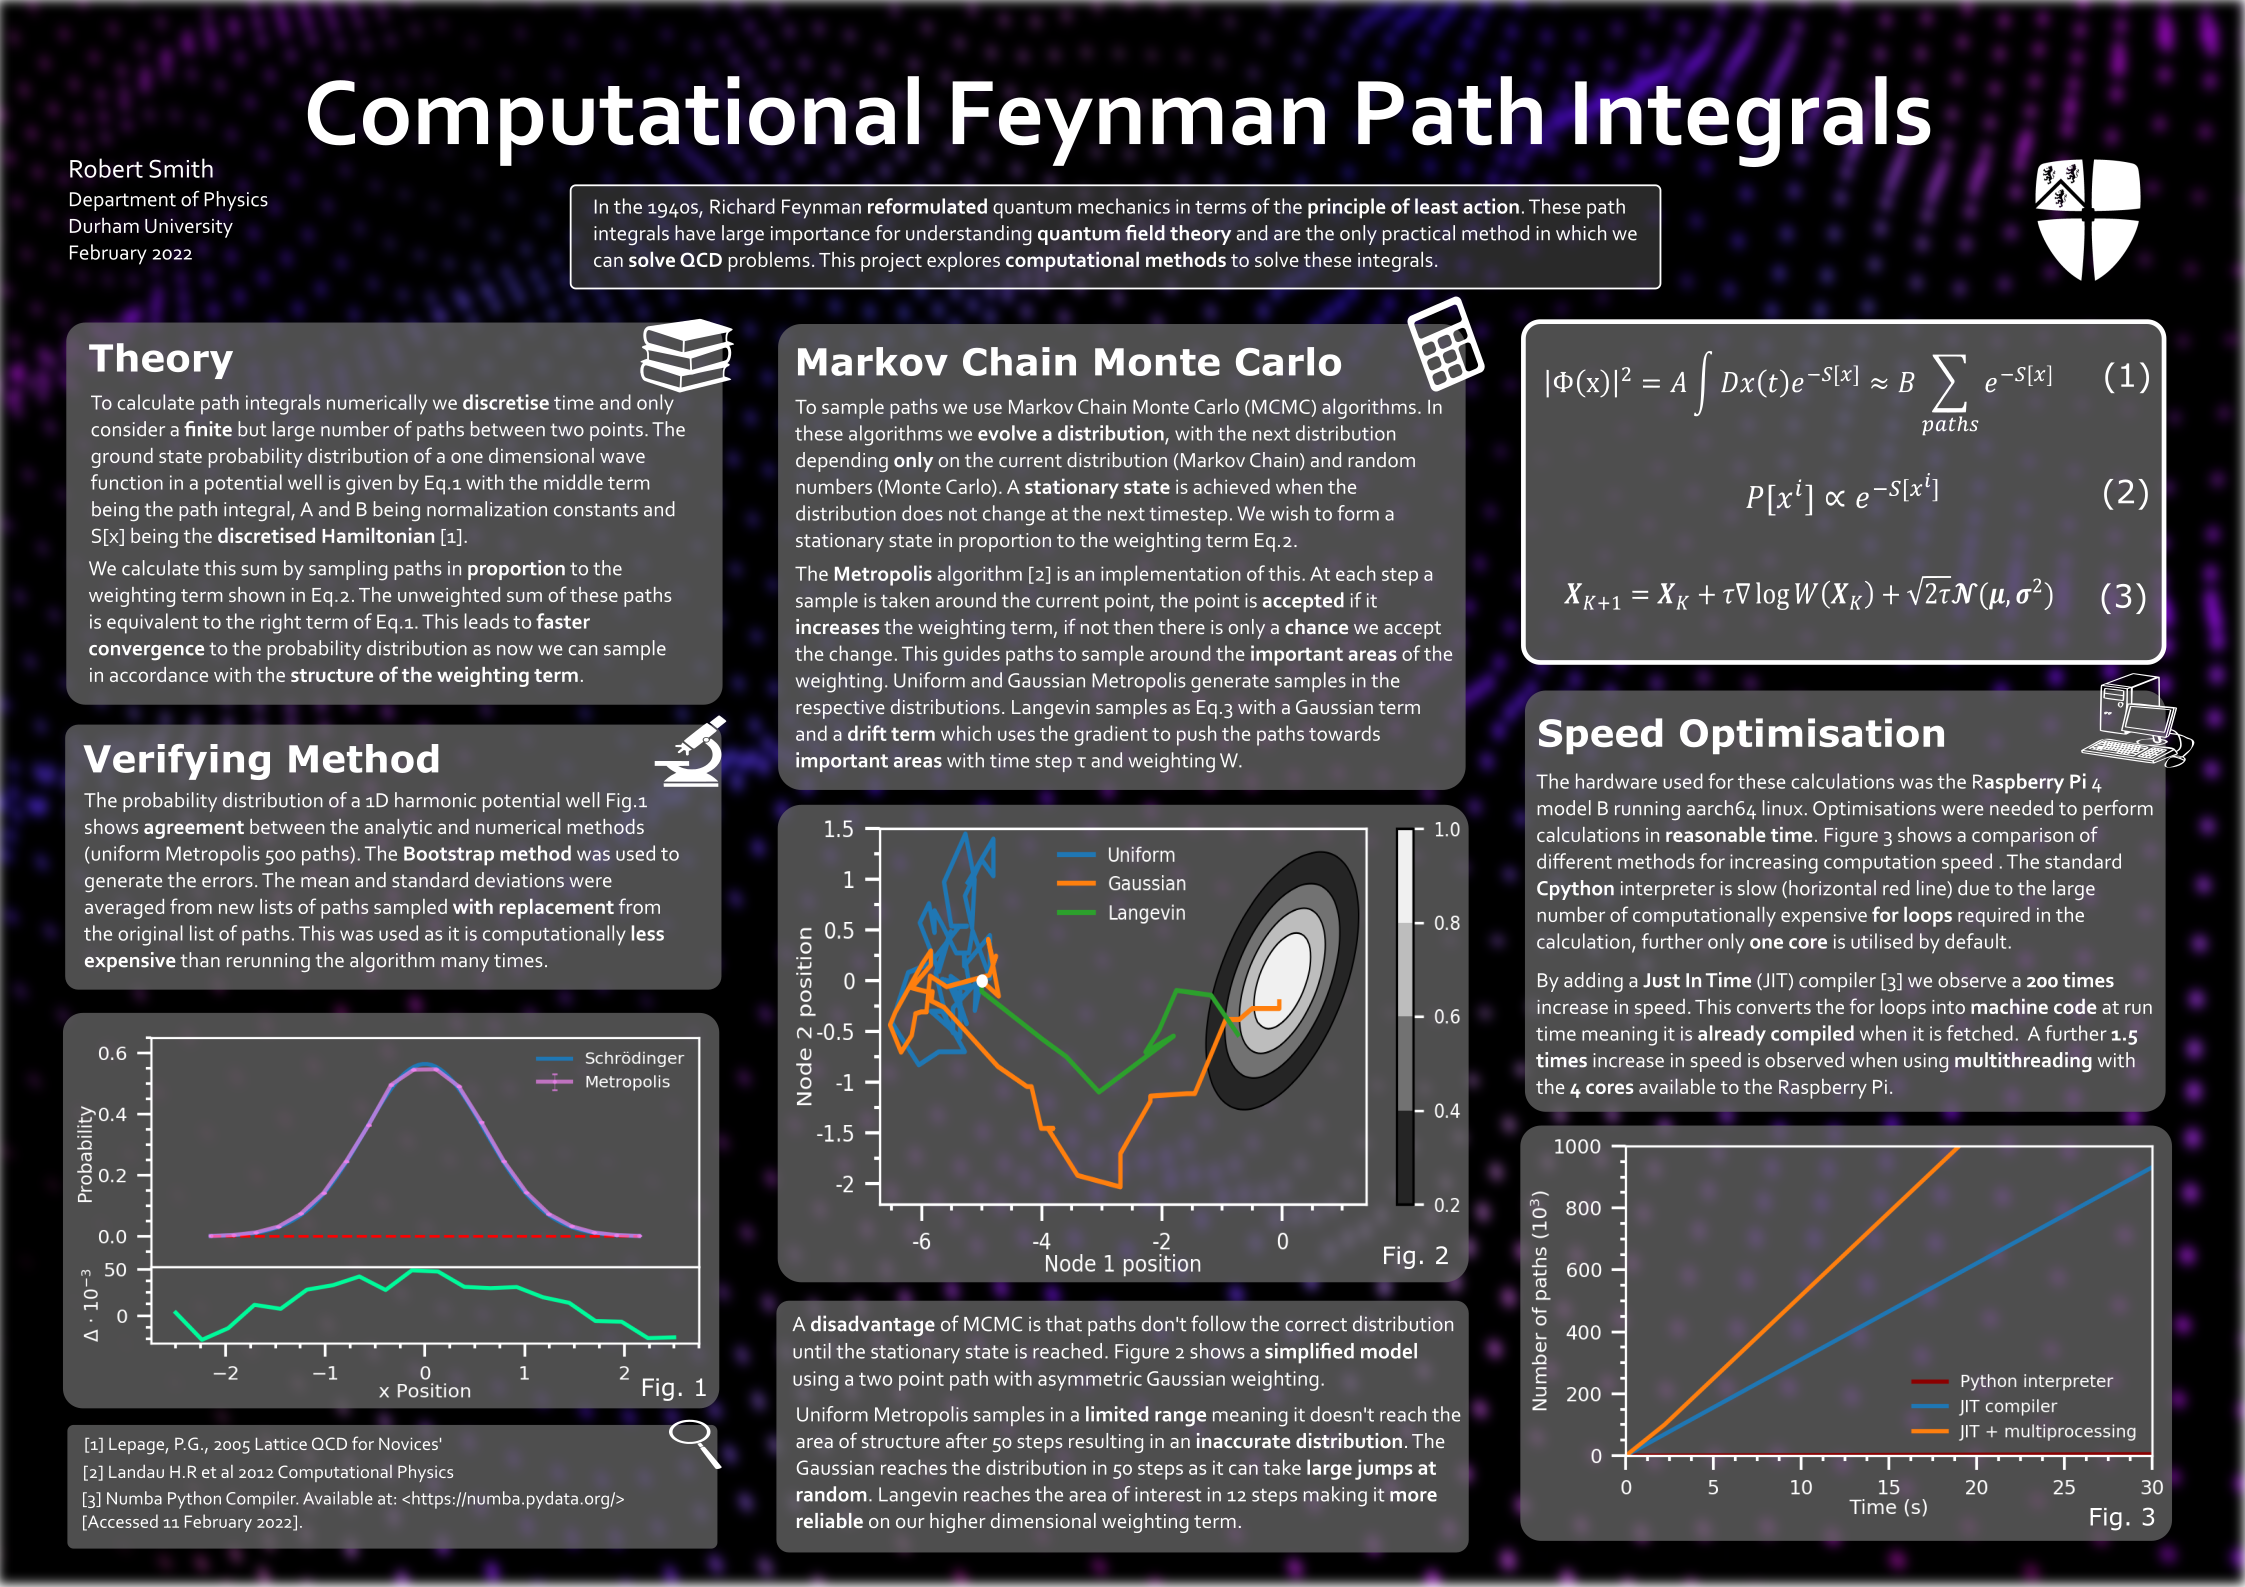 Computational Feynman Path Integrals
Robert Smith
Department of Physics
Durham University
February 2022
In the 1940s, Richard Feynman reformulated quantum mechanics in terms of the principle of least action. These path
integrals have large importance for understanding quantum field theory and are the only practical method in which we
can solve QCD problems. This project explores computational methods to solve these integrals.
Theory
To calculate path integrals numerically we discretise time and only
consider a finite but large number of paths between two points. The
ground state probability distribution of a one dimensional wave
function in a potential well is given by Eq.1 with the middle term
being the path integral, A and B being normalization constants and
S[x] being the discretised Hamiltonian [1].
We calculate this sum by sampling paths in proportion to the
weighting term shown in Eq.2. The unweighted sum of these paths
is equivalent to the right term of Eq.1. This leads to faster
convergence to the probability distribution as now we can sample
in accordance with the structure of the weighting term.
Verifying Method
The probability distribution of a 1D harmonic potential well Fig.1
shows agreement between the analytic and numerical methods
(uniform Metropolis 500 paths). The Bootstrap method was used to
generate the errors. The mean and standard deviations were
averaged from new lists of paths sampled with replacement from
the original list of paths. This was used as it is computationally less
expensive than rerunning the algorithm many times.
0.6
0.4
0.2
0.0
50
0
Probability
Δ · 10⁻³
Schrödinger
Metropolis
−2 −1 0 1 2
x Position
Fig. 1
[1] Lepage, P.G., 2005 Lattice QCD for Novices'
[2] Landau H.R et al 2012 Computational Physics
[3] Numba Python Compiler. Available at: <https://numba.pydata.org/>
[Accessed 11 February 2022].
Markov Chain Monte Carlo
To sample paths we use Markov Chain Monte Carlo (MCMC) algorithms. In
these algorithms we evolve a distribution, with the next distribution
depending only on the current distribution (Markov Chain) and random
numbers (Monte Carlo). A stationary state is achieved when the
distribution does not change at the next timestep. We wish to form a
stationary state in proportion to the weighting term Eq.2.
The Metropolis algorithm [2] is an implementation of this. At each step a
sample is taken around the current point, the point is accepted if it
increases the weighting term, if not then there is only a chance we accept
the change. This guides paths to sample around the important areas of the
weighting. Uniform and Gaussian Metropolis generate samples in the
respective distributions. Langevin samples as Eq.3 with a Gaussian term
and a drift term which uses the gradient to push the paths towards
important areas with time step τ and weighting W.
1.5
1
0.5
0
-0.5
-1
-1.5
-2
Node 2 position
Uniform
Gaussian
Langevin
1.0
0.8
0.6
0.4
0.2
-6 -4 -2 0
Node 1 position
Fig. 2
A disadvantage of MCMC is that paths don't follow the correct distribution
until the stationary state is reached. Figure 2 shows a simplified model
using a two point path with asymmetric Gaussian weighting.
Uniform Metropolis samples in a limited range meaning it doesn't reach the
area of structure after 50 steps resulting in an inaccurate distribution. The
Gaussian reaches the distribution in 50 steps as it can take large jumps at
random. Langevin reaches the area of interest in 12 steps making it more
reliable on our higher dimensional weighting term.
|Φ(x)|² = A ∫ Dx(t)e^{−S[x]} ≈ B ∑_{paths} e^{−S[x]} (1)
P[xⁱ] ∝ e^{−S[xⁱ]} (2)
X_{K+1} = X_K + τ∇ log W(X_K) + √2τ𝒩(μ, σ²) (3)
Speed Optimisation
The hardware used for these calculations was the Raspberry Pi 4
model B running aarch64 linux. Optimisations were needed to perform
calculations in reasonable time. Figure 3 shows a comparison of
different methods for increasing computation speed . The standard
Cpython interpreter is slow (horizontal red line) due to the large
number of computationally expensive for loops required in the
calculation, further only one core is utilised by default.
By adding a Just In Time (JIT) compiler [3] we observe a 200 times
increase in speed. This converts the for loops into machine code at run
time meaning it is already compiled when it is fetched. A further 1.5
times increase in speed is observed when using multithreading with
the 4 cores available to the Raspberry Pi.
1000
800
600
400
200
0
Number of paths (10³)
Python interpreter
JIT compiler
JIT + multiprocessing
0 5 10 15 20 25 30
Time (s)
Fig. 3